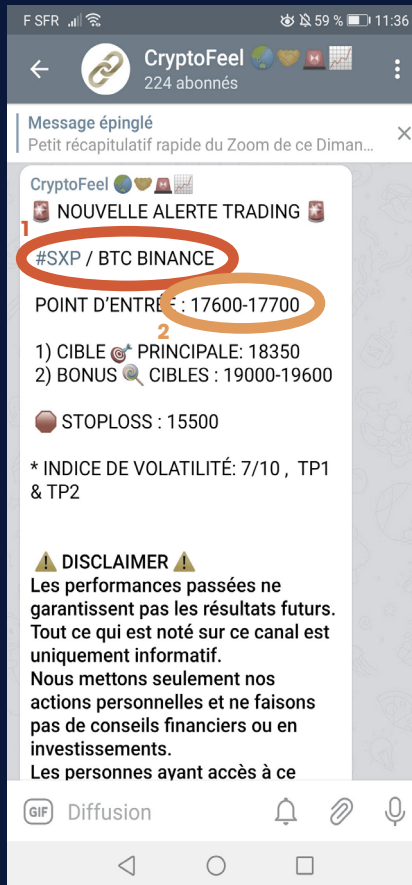 F SFR 59 % 11:36
CryptoFeel
224 abonnés
Message épinglé
Petit récapitulatif rapide du Zoom de ce Diman...
CryptoFeel
NOUVELLE ALERTE TRADING
1
#SXP / BTC BINANCE
POINT D'ENTRÉE : 17600-17700
2
1) CIBLE PRINCIPALE: 18350
2) BONUS CIBLES : 19000-19600
STOPLOSS : 15500
* INDICE DE VOLATILITÉ: 7/10 , TP1
& TP2
DISCLAIMER
Les performances passées ne
garantissent pas les résultats futurs.
Tout ce qui est noté sur ce canal est
uniquement informatif.
Nous mettons seulement nos
actions personnelles et ne faisons
pas de conseils financiers ou en
investissements.
Les personnes ayant accès à ce
GIF Diffusion